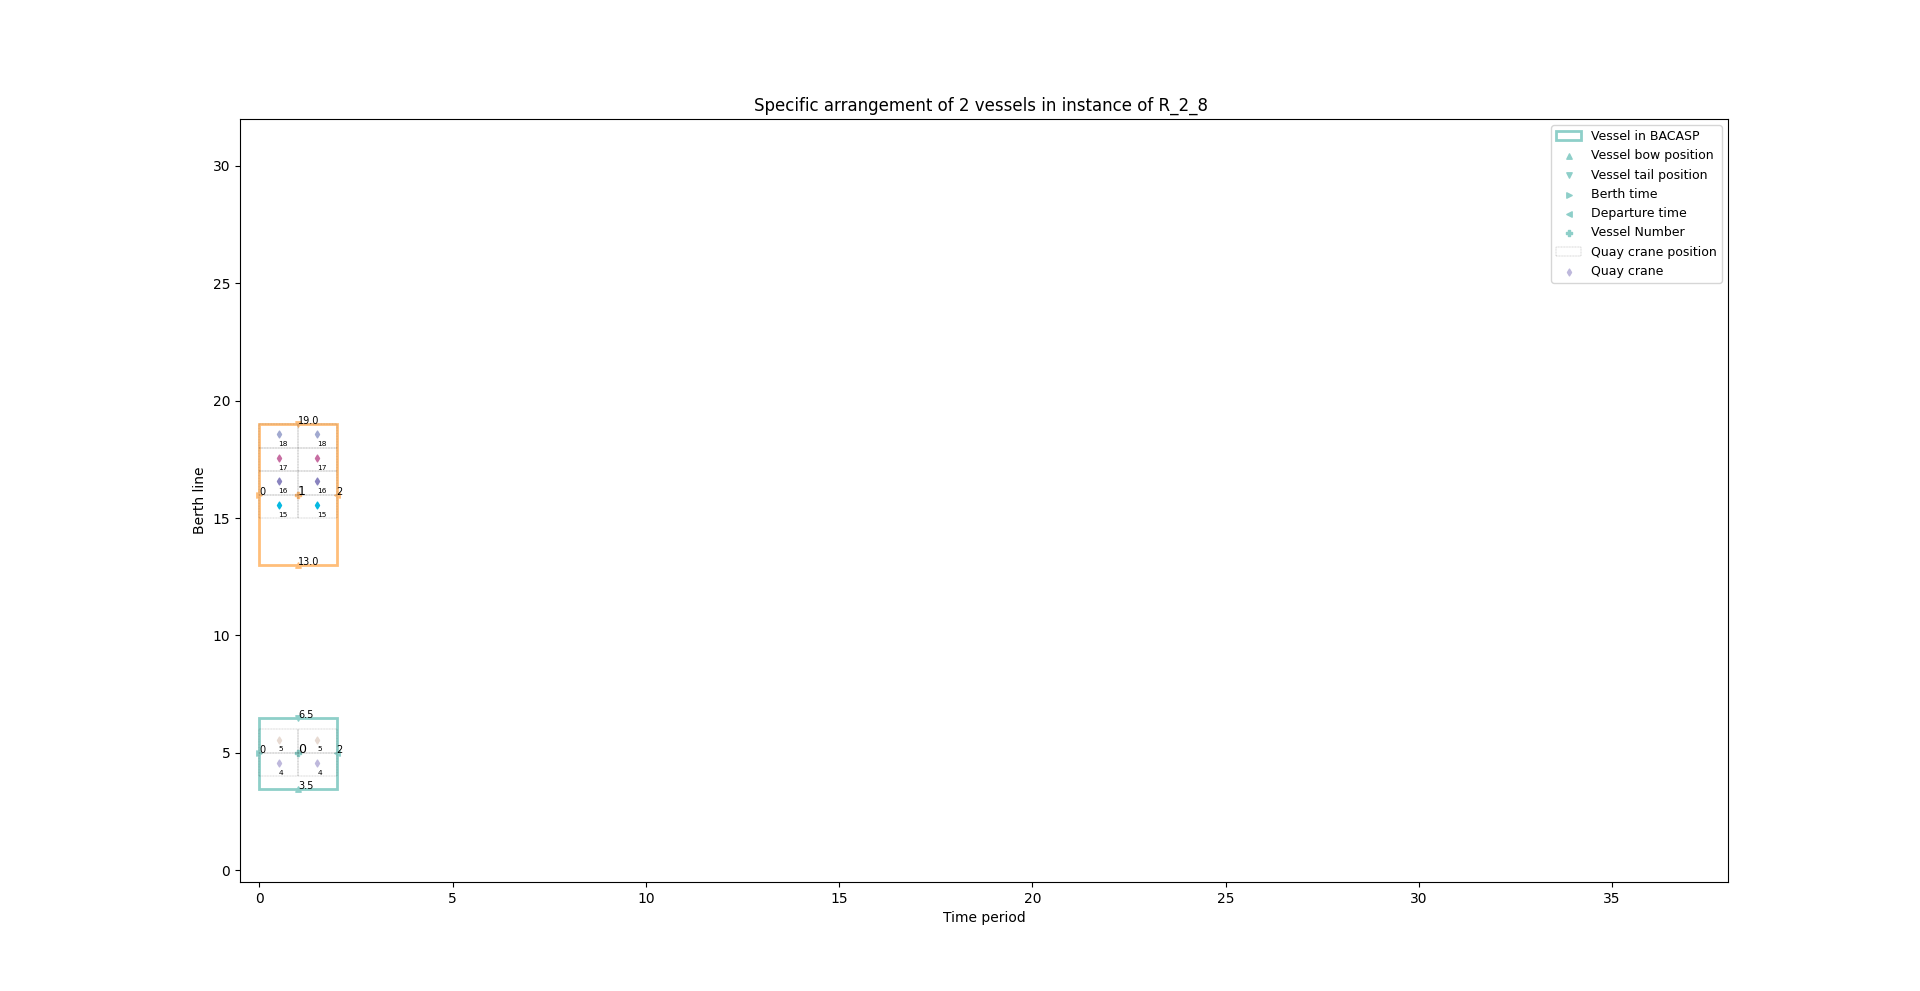 Specific arrangement of 2 vessels in instance of R_2_8
Vessel in BACASP
Vessel bow position
Vessel tail position
Berth time
Departure time
Vessel Number
Quay crane position
Quay crane
30
25
20
15
10
5
0
Berth line
19.0
18 18
17 17
16 16
0 1 2
15 15
13.0
6.5
5 5
0 0 2
4 4
3.5
0 5 10 15 20 25 30 35
Time period